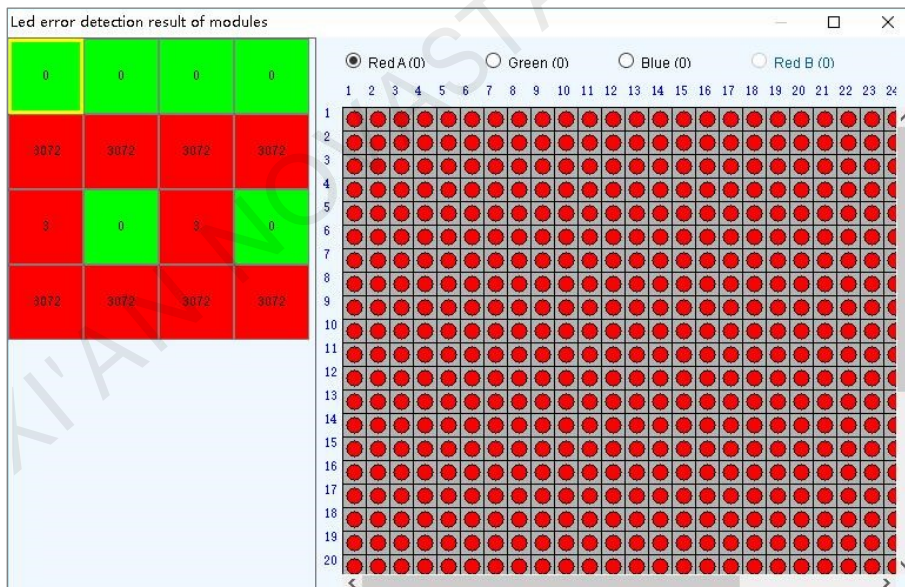 Led error detection result of modules
0 0 0 0
3072 3072 3072 3072
3 0 3 0
3072 3072 3072 3072
Red A (0) Green (0) Blue (0) Red B (0)
1 2 3 4 5 6 7 8 9 10 11 12 13 14 15 16 17 18 19 20 21 22 23 24
1
2
3
4
5
6
7
8
9
10
11
12
13
14
15
16
17
18
19
20
XI'AN NOVASTA